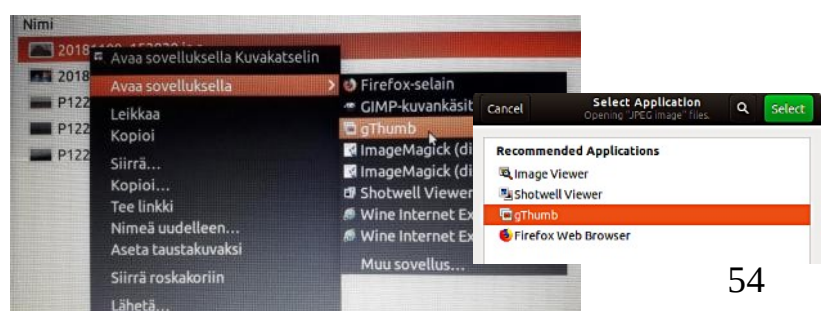 Nimi
2018
Avaa sovelluksella Kuvakatselin
2018
Avaa sovelluksella
P122
Leikkaa
P122
Kopioi
P122
Siirrä...
Kopioi...
Tee linkki
Nimeä uudelleen...
Aseta taustakuvaksi
Siirrä roskakoriin
Lähetä...
Firefox-selain
GIMP-kuvankäsit
gThumb
ImageMagick (di
ImageMagick (di
Shotwell Viewer
Wine Internet Ex
Wine Internet Ex
Muu sovellus...
Cancel
Select Application
Opening "JPEG image" files.
Select
Recommended Applications
Image Viewer
Shotwell Viewer
gThumb
Firefox Web Browser
54